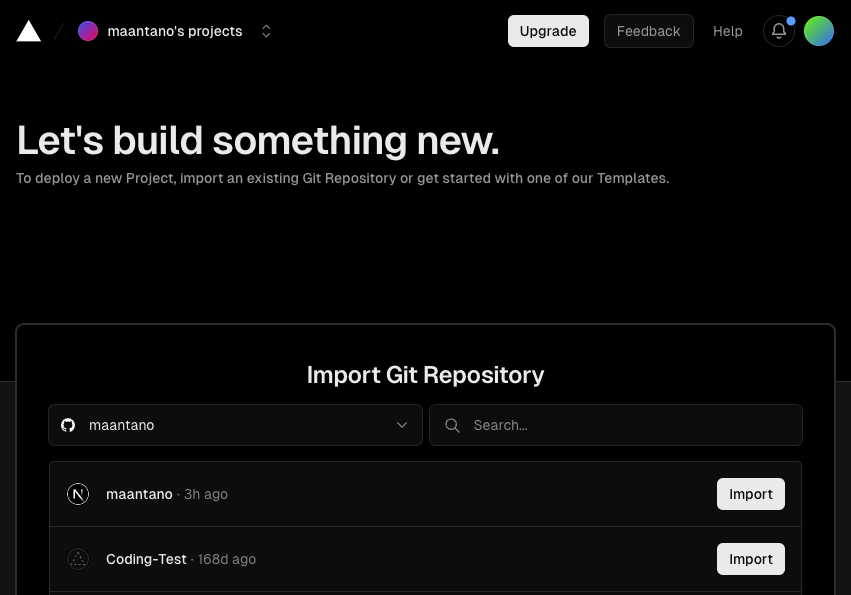 maantano's projects
Upgrade
Feedback
Help
Let's build something new.
To deploy a new Project, import an existing Git Repository or get started with one of our Templates.
Import Git Repository
maantano
Search...
maantano · 3h ago
Import
Coding-Test · 168d ago
Import